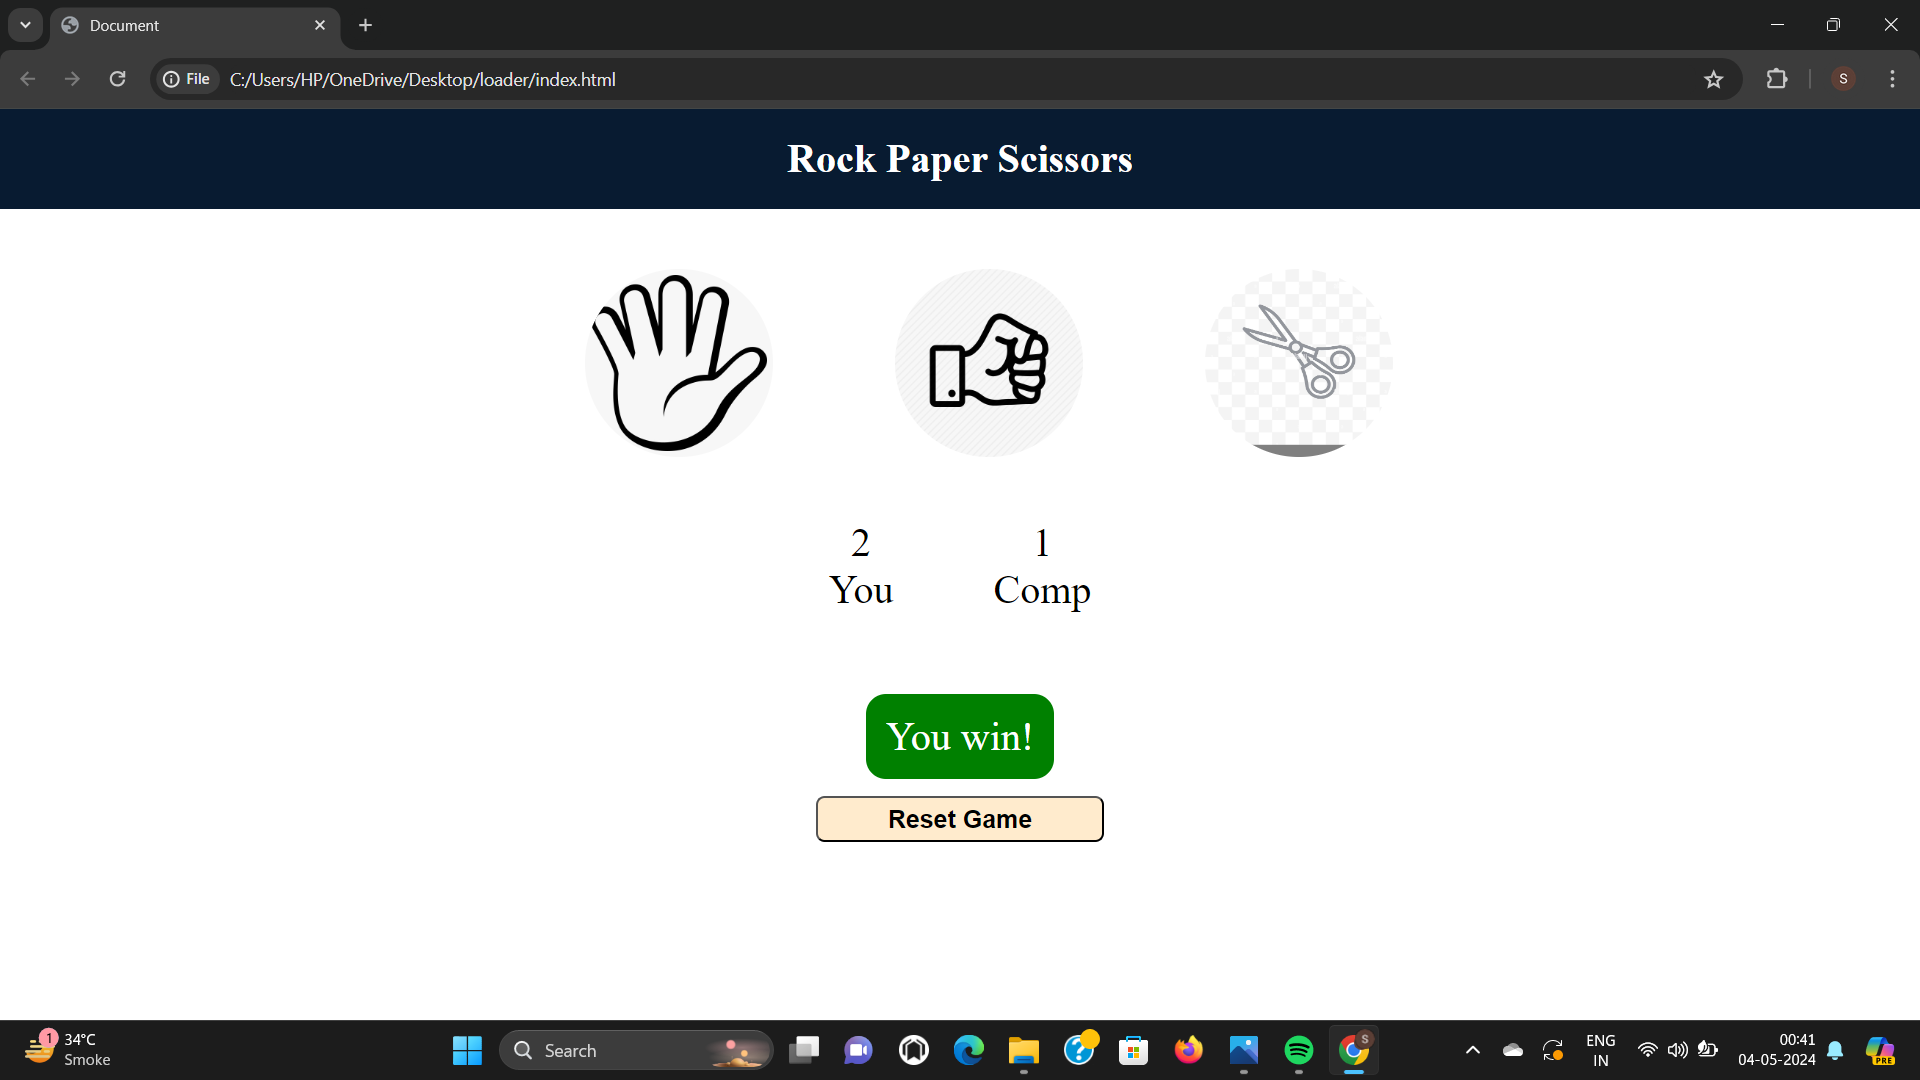 Document
File
C:/Users/HP/OneDrive/Desktop/loader/index.html
S
Rock Paper Scissors
2
You
1
Comp
You win!
Reset Game
1
34°C
Smoke
Search
S
ENG
IN
00:41
04-05-2024
PRE